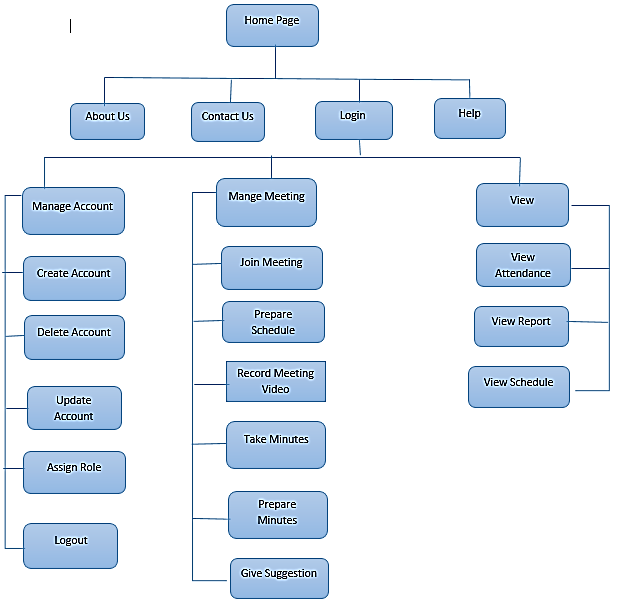 Home Page
About Us
Contact Us
Login
Help
Manage Account
Create Account
Delete Account
Update
Account
Assign Role
Logout
Mange Meeting
Join Meeting
Prepare
Schedule
Record Meeting
Video
Take Minutes
Prepare
Minutes
Give Suggestion
View
View
Attendance
View Report
View Schedule